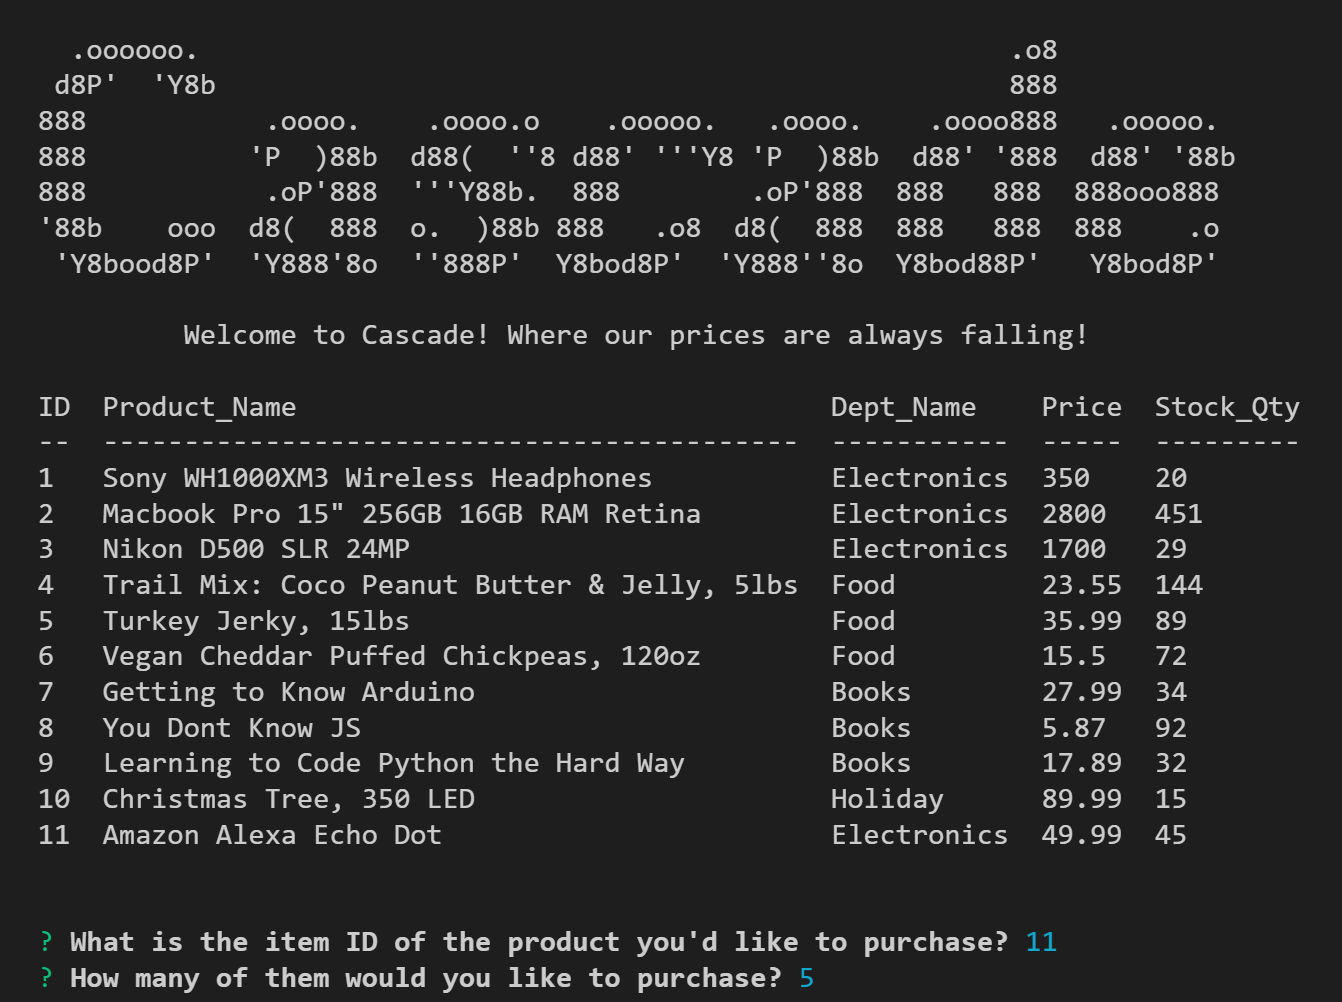 .oooooo.                                                  .o8
 d8P'  'Y8b                                                 888
888           .oooo.    .oooo.o    .ooooo.   .oooo.    .oooo888   .ooooo.
888          'P  )88b  d88(  ''8 d88' '''Y8 'P  )88b  d88' '888  d88' '88b
888           .oP'888  '''Y88b.  888        .oP'888  888   888  888ooo888
'88b    ooo  d8(  888  o.  )88b 888   .o8  d8(  888  888   888  888    .o
 'Y8bood8P'  'Y888'8o  ''888P'  Y8bod8P'  'Y888''8o  Y8bod88P'   Y8bod8P'
Welcome to Cascade! Where our prices are always falling!
ID  Product_Name                                 Dept_Name    Price  Stock_Qty
--  -------------------------------------------  -----------  -----  ---------
1   Sony WH1000XM3 Wireless Headphones           Electronics  350    20
2   Macbook Pro 15" 256GB 16GB RAM Retina        Electronics  2800   451
3   Nikon D500 SLR 24MP                          Electronics  1700   29
4   Trail Mix: Coco Peanut Butter & Jelly, 5lbs  Food         23.55  144
5   Turkey Jerky, 15lbs                          Food         35.99  89
6   Vegan Cheddar Puffed Chickpeas, 120oz        Food         15.5   72
7   Getting to Know Arduino                      Books        27.99  34
8   You Dont Know JS                             Books        5.87   92
9   Learning to Code Python the Hard Way         Books        17.89  32
10  Christmas Tree, 350 LED                      Holiday      89.99  15
11  Amazon Alexa Echo Dot                        Electronics  49.99  45
? What is the item ID of the product you'd like to purchase? 11
? How many of them would you like to purchase? 5